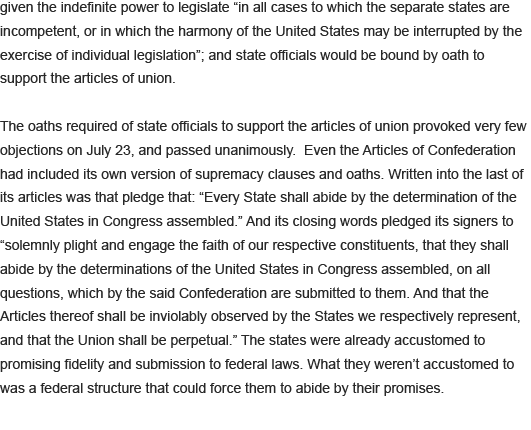 given the indefinite power to legislate “in all cases to which the separate states are
incompetent, or in which the harmony of the United States may be interrupted by the
exercise of individual legislation”; and state officials would be bound by oath to
support the articles of union.
The oaths required of state officials to support the articles of union provoked very few
objections on July 23, and passed unanimously.  Even the Articles of Confederation
had included its own version of supremacy clauses and oaths. Written into the last of
its articles was that pledge that: “Every State shall abide by the determination of the
United States in Congress assembled.” And its closing words pledged its signers to
“solemnly plight and engage the faith of our respective constituents, that they shall
abide by the determinations of the United States in Congress assembled, on all
questions, which by the said Confederation are submitted to them. And that the
Articles thereof shall be inviolably observed by the States we respectively represent,
and that the Union shall be perpetual.” The states were already accustomed to
promising fidelity and submission to federal laws. What they weren’t accustomed to
was a federal structure that could force them to abide by their promises.